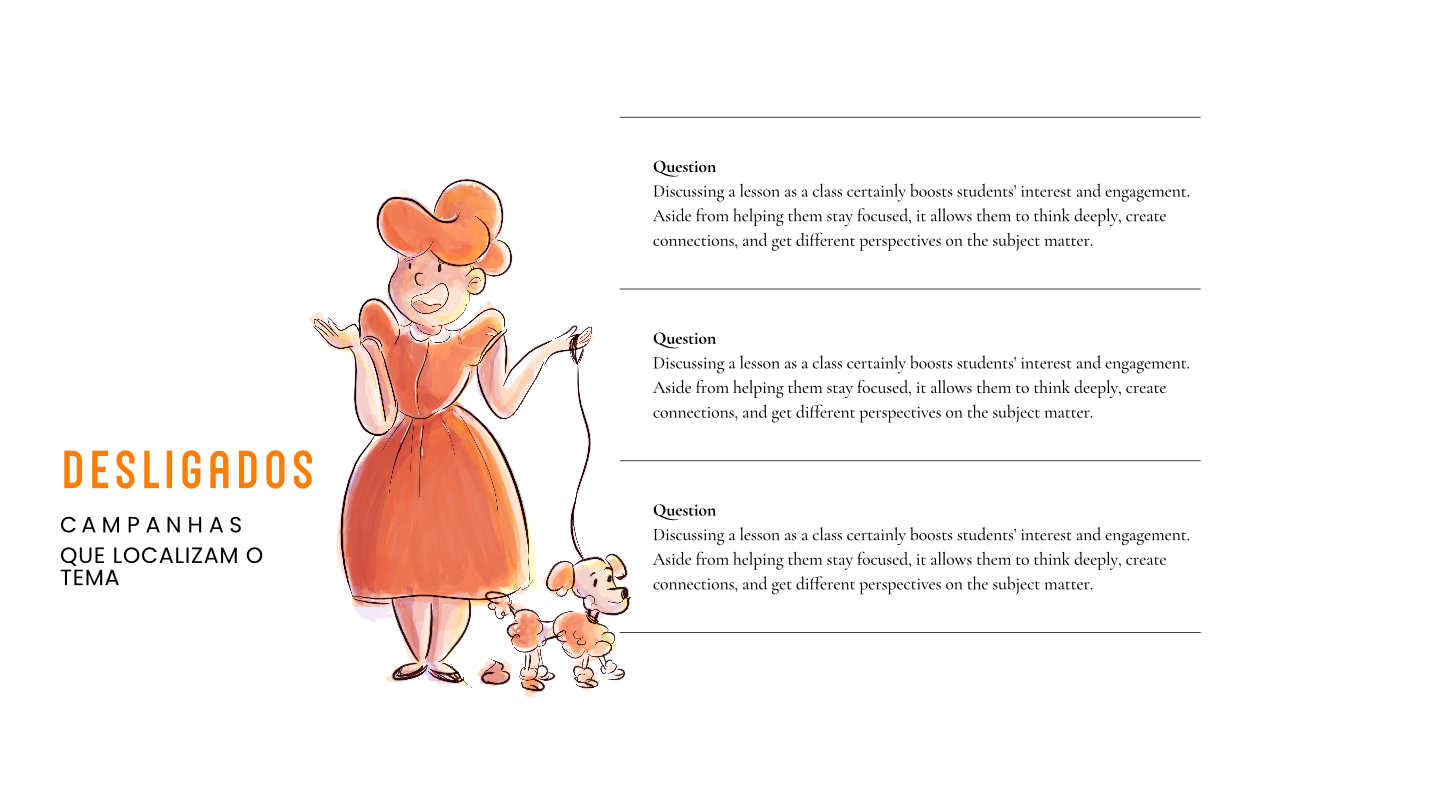 DESLIGADOS
CAMPANHAS
QUE LOCALIZAM O
TEMA
Question
Discussing a lesson as a class certainly boosts students’ interest and engagement.
Aside from helping them stay focused, it allows them to think deeply, create
connections, and get different perspectives on the subject matter.
Question
Discussing a lesson as a class certainly boosts students’ interest and engagement.
Aside from helping them stay focused, it allows them to think deeply, create
connections, and get different perspectives on the subject matter.
Question
Discussing a lesson as a class certainly boosts students’ interest and engagement.
Aside from helping them stay focused, it allows them to think deeply, create
connections, and get different perspectives on the subject matter.